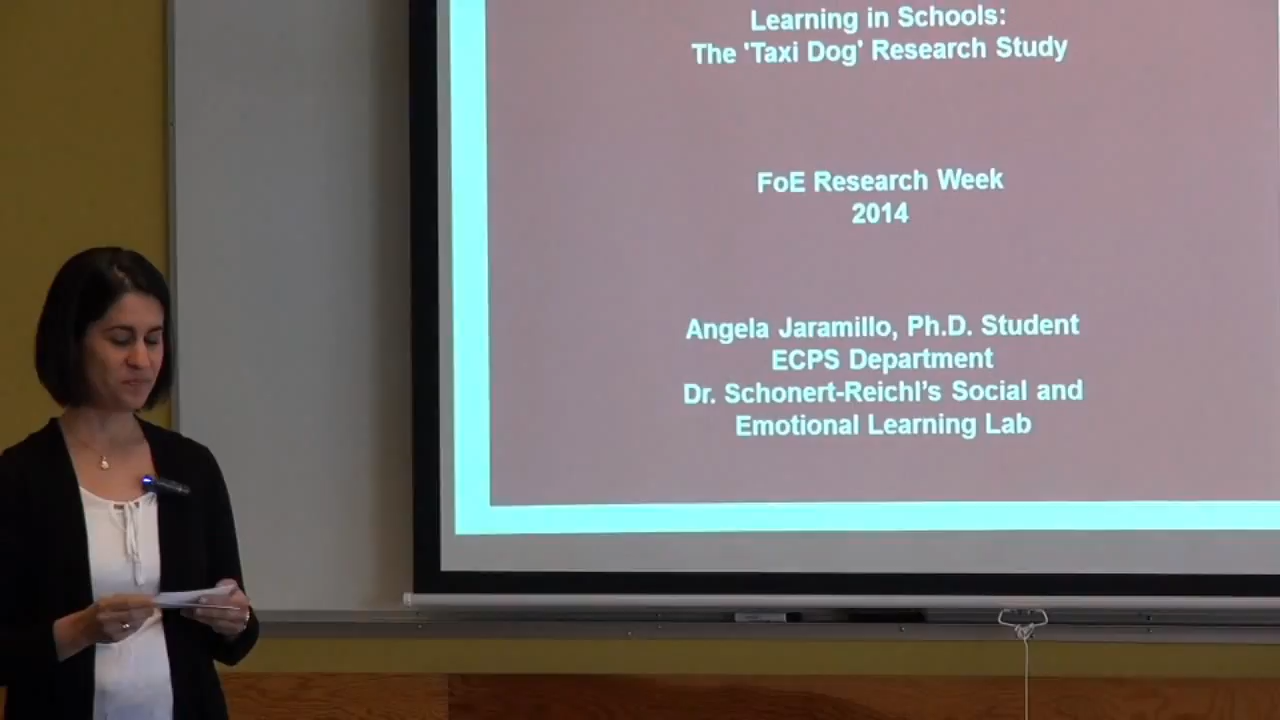 Learning in Schools:
The 'Taxi Dog' Research Study
FoE Research Week
2014
Angela Jaramillo, Ph.D. Student
ECPS Department
Dr. Schonert-Reichl’s Social and
Emotional Learning Lab